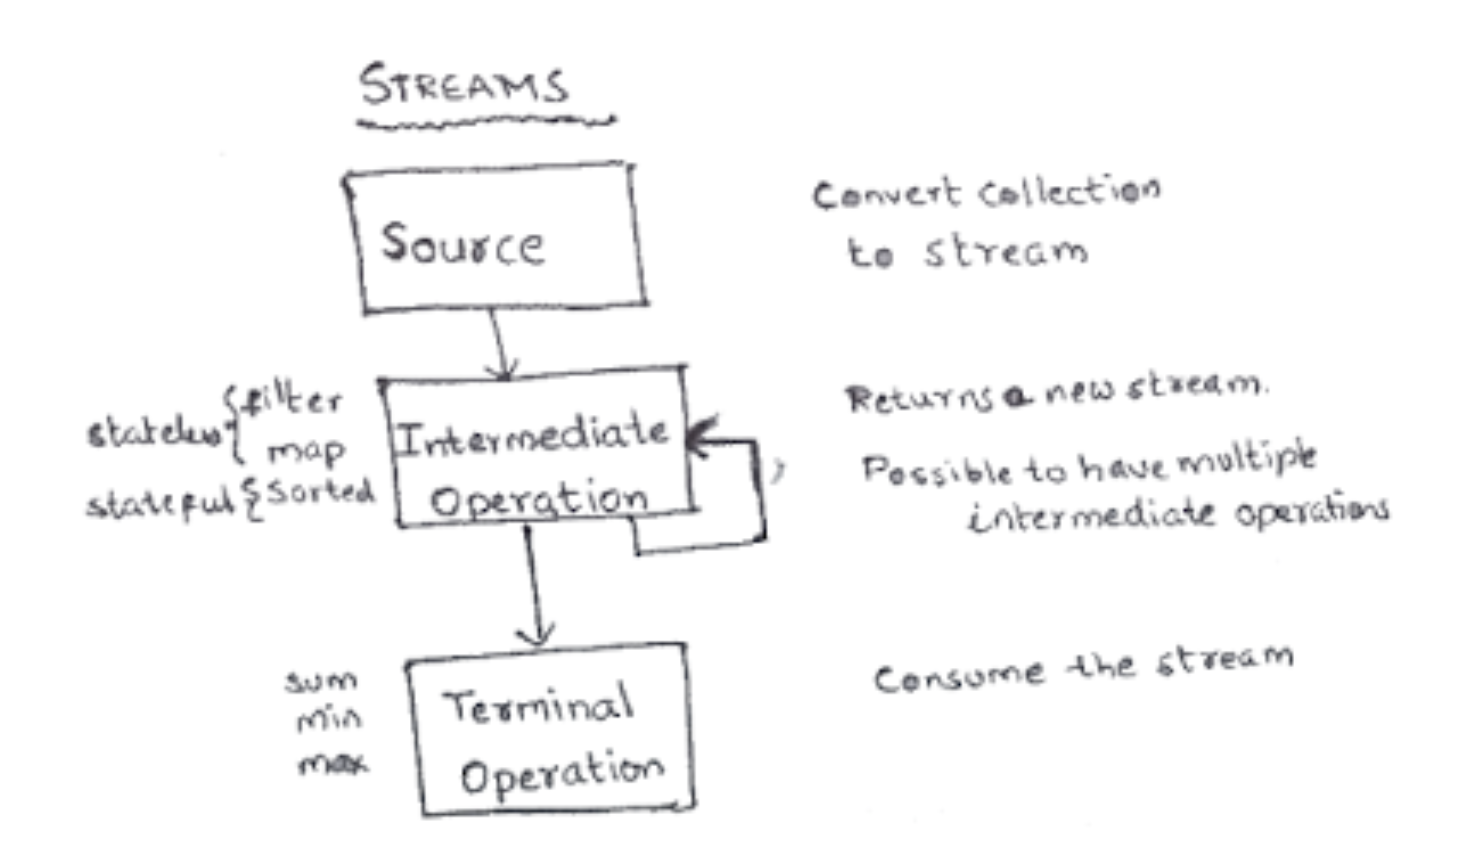 STREAMS
Source
Convert collection
to stream
stateless { filter
map
stateful { sorted
Intermediate
Operation
Returns a new stream.
Possible to have multiple
intermediate operations
sum
min
max
Terminal
Operation
Consume the stream